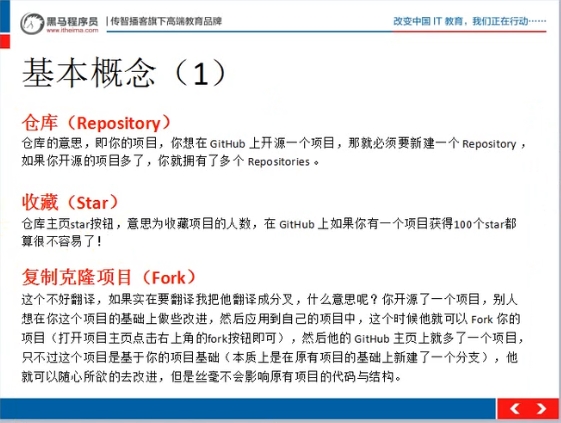 黑马程序员
www.itheima.com
传智播客旗下高端教育品牌
改变中国 IT 教育，我们正在行动……
基本概念（1）
仓库（Repository）
仓库的意思，即你的项目，你想在 GitHub 上开源一个项目，那就必须要新建一个 Repository ，
如果你开源的项目多了，你就拥有了多个 Repositories 。
收藏（Star）
仓库主页star按钮，意思为收藏项目的人数，在 GitHub 上如果你有一个项目获得100个star都
算很不容易了！
复制克隆项目（Fork）
这个不好翻译，如果实在要翻译我把他翻译成分叉，什么意思呢？你开源了一个项目，别人
想在你这个项目的基础上做些改进，然后应用到自己的项目中，这个时候他就可以 Fork 你的
项目（打开项目主页点击右上角的fork按钮即可），然后他的 GitHub 主页上就多了一个项目，
只不过这个项目是基于你的项目基础（本质上是在原有项目的基础上新建了一个分支），他
就可以随心所欲的去改进，但是丝毫不会影响原有项目的代码与结构。